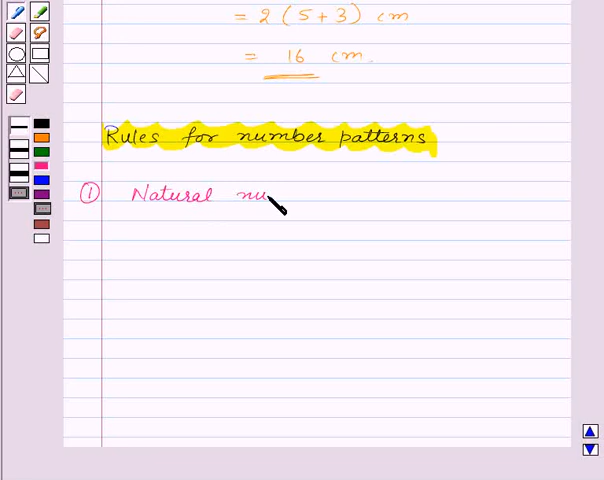 = 2 (5 + 3) cm
= 16 cm.
Rules for number patterns
① Natural nu